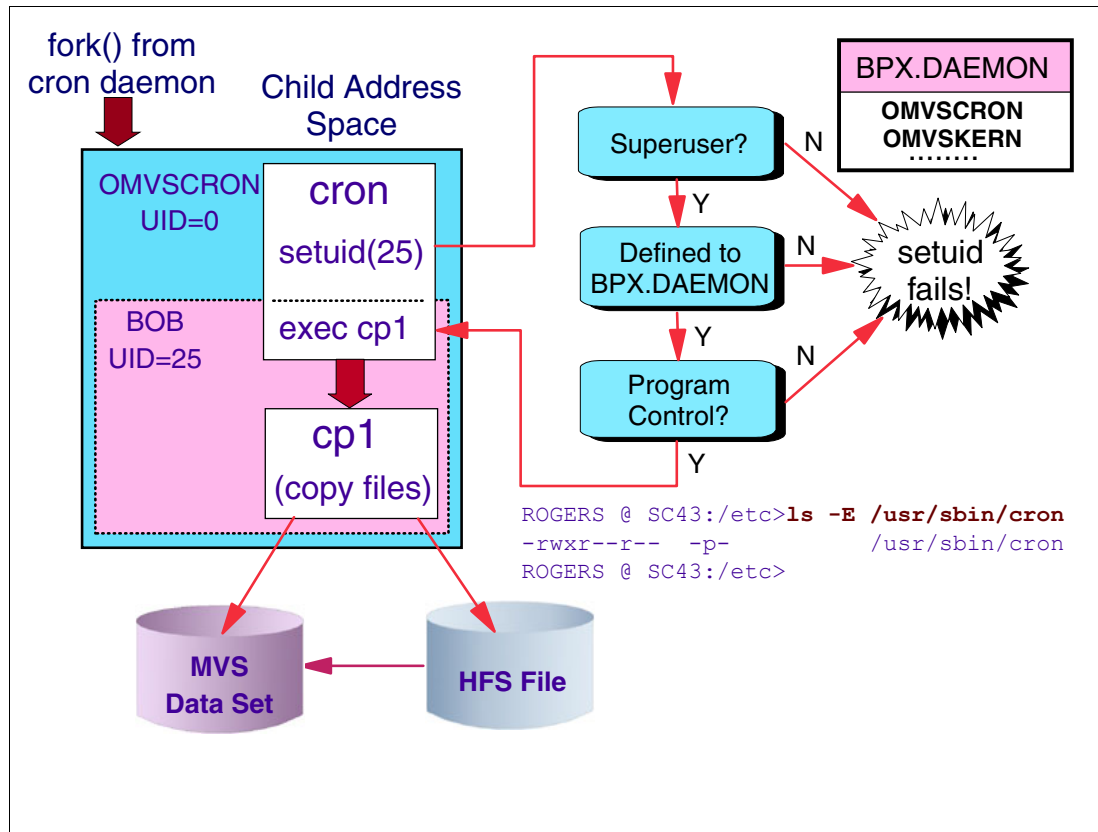 fork() from
cron daemon
Child Address
Space
OMVSCRON
UID=0
cron
setuid(25)
BOB
UID=25
exec cp1
cp1
(copy files)
Superuser?
N
Y
Defined to
BPX.DAEMON
N
Y
Program
Control?
N
Y
setuid
fails!
BPX.DAEMON
OMVSCRON
OMVSKERN
........
ROGERS @ SC43:/etc>ls -E /usr/sbin/cron
-rwxr--r-- -p- /usr/sbin/cron
ROGERS @ SC43:/etc>
MVS
Data Set
HFS File